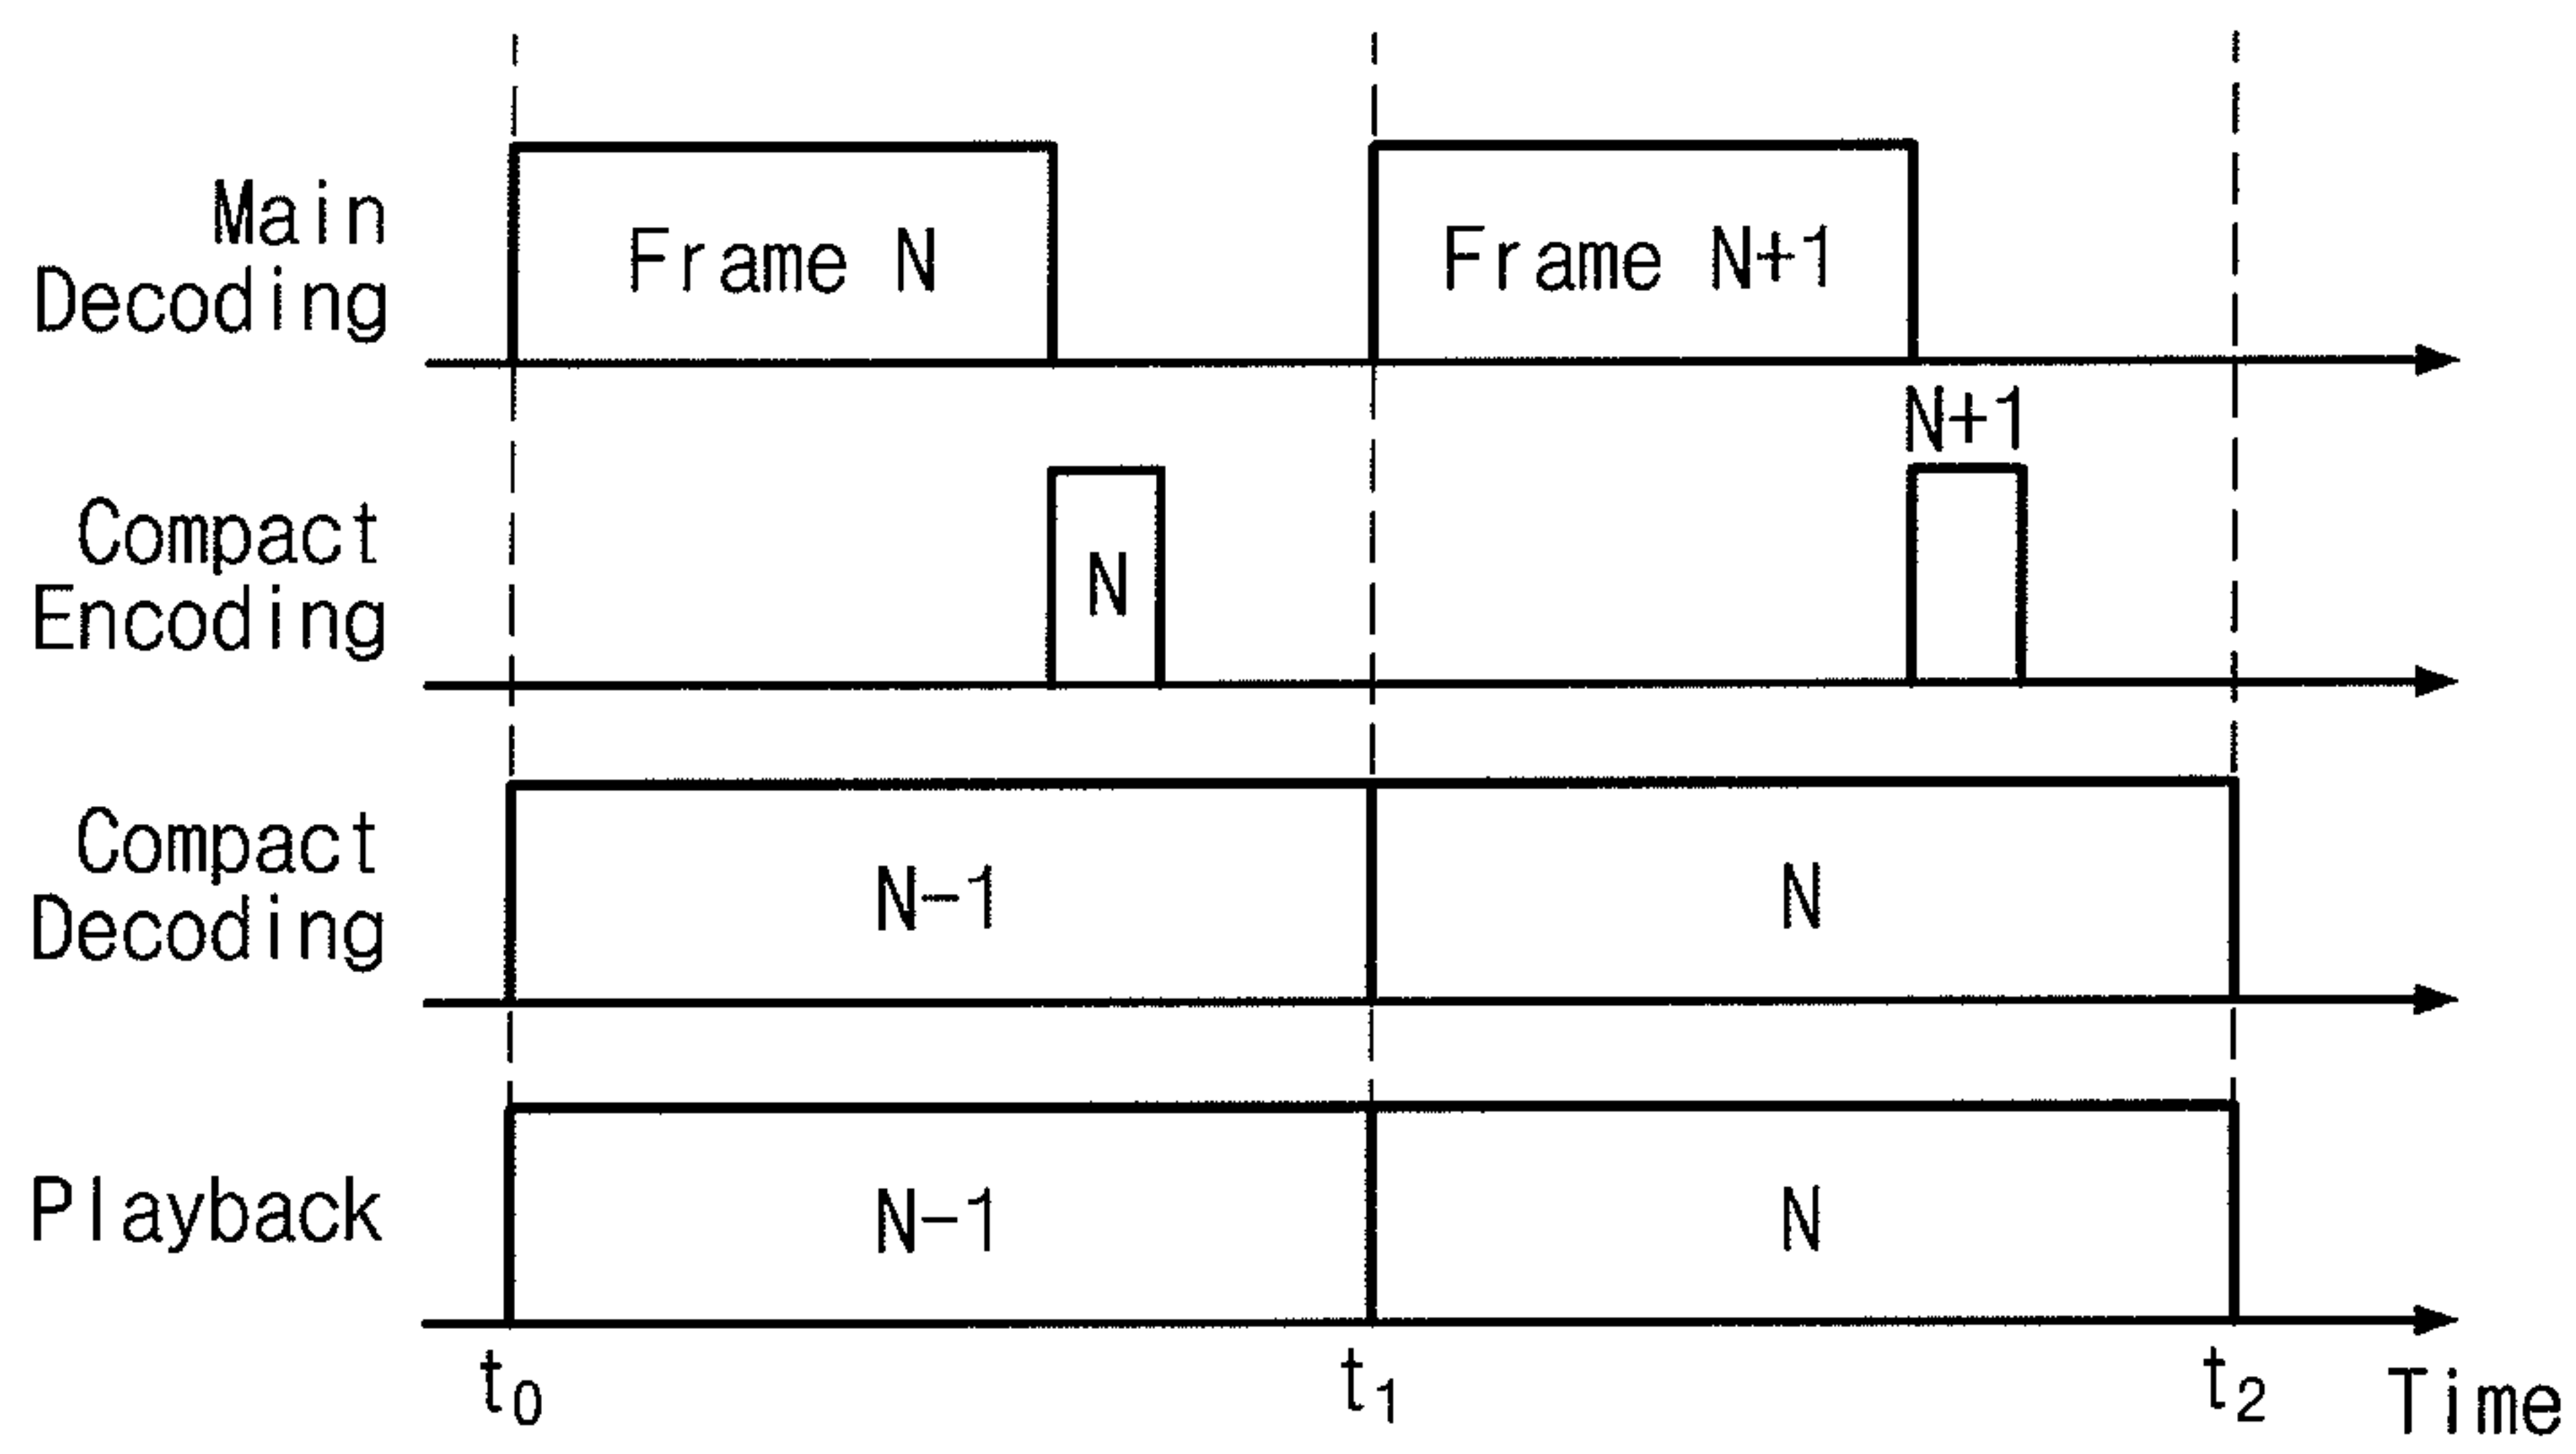 Main
Decoding
Frame N
Frame N+1
Compact
Encoding
N
N+1
Compact
Decoding
N-1
N
Playback
N-1
N
t0
t1
t2
Time